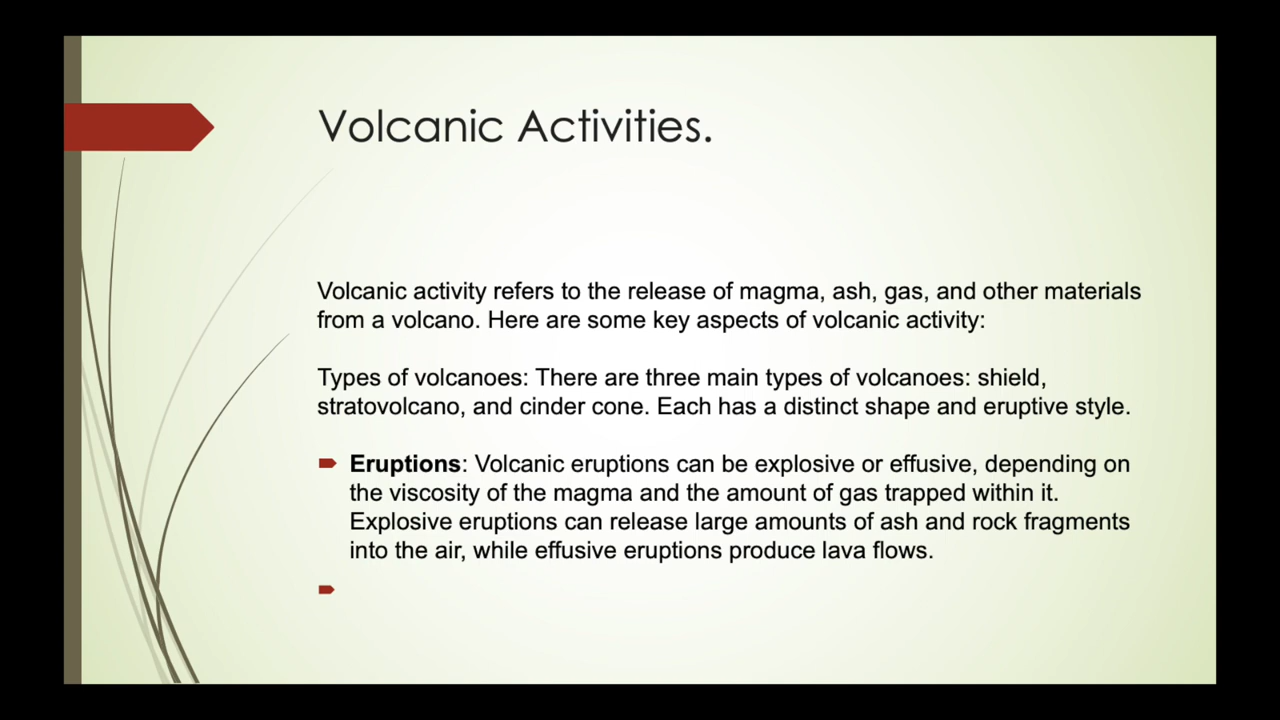 Volcanic Activities.
Volcanic activity refers to the release of magma, ash, gas, and other materials
from a volcano. Here are some key aspects of volcanic activity:
Types of volcanoes: There are three main types of volcanoes: shield,
stratovolcano, and cinder cone. Each has a distinct shape and eruptive style.
Eruptions: Volcanic eruptions can be explosive or effusive, depending on
the viscosity of the magma and the amount of gas trapped within it.
Explosive eruptions can release large amounts of ash and rock fragments
into the air, while effusive eruptions produce lava flows.